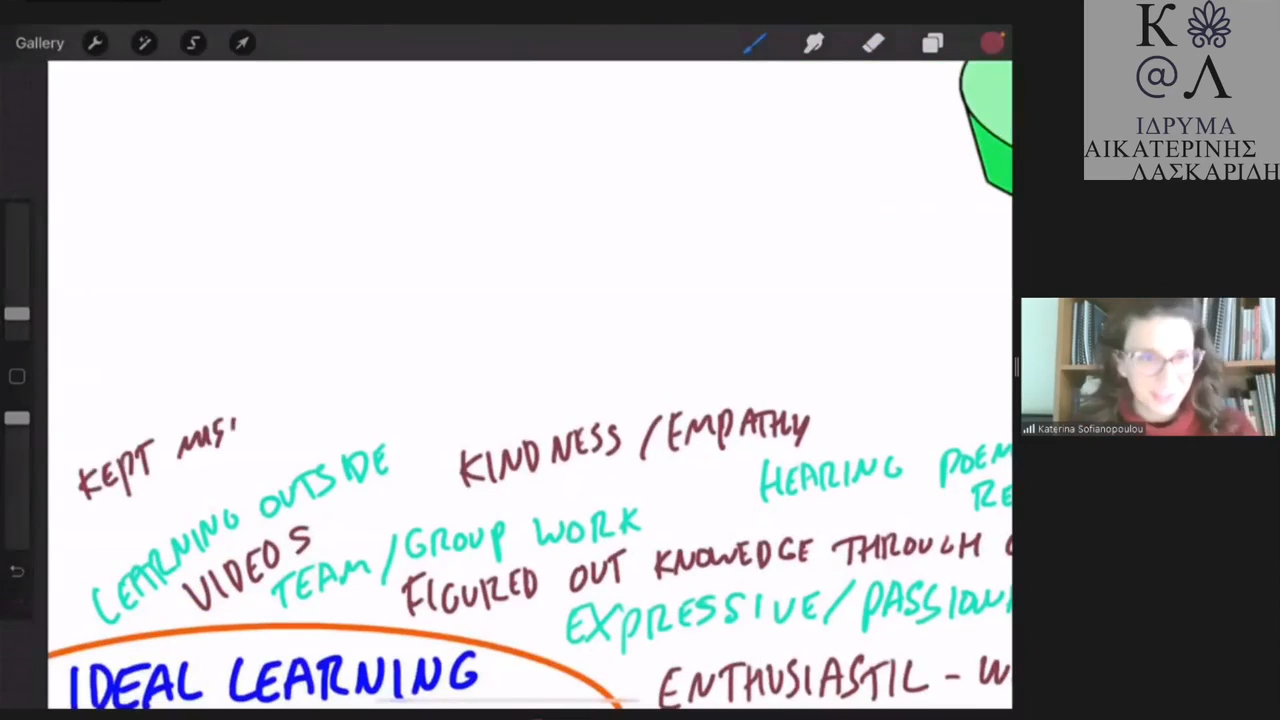 Gallery
Κ
@ Λ
ΙΔΡΥΜΑ
ΑΙΚΑΤΕΡΙΝΗΣ
ΛΑΣΚΑΡΙΔΗ
KEPT
KINDNESS / EMPATHY
LEARNING OUTSIDE
HEARING POEM
RE
VIDEOS
TEAM / GROUP WORK
FIGURED OUT KNOWEDGE THROUGH
EXPRESSIVE / PASSION
IDEAL LEARNING
ENTHUSIASTIC - W
Katerina Sofianopoulou